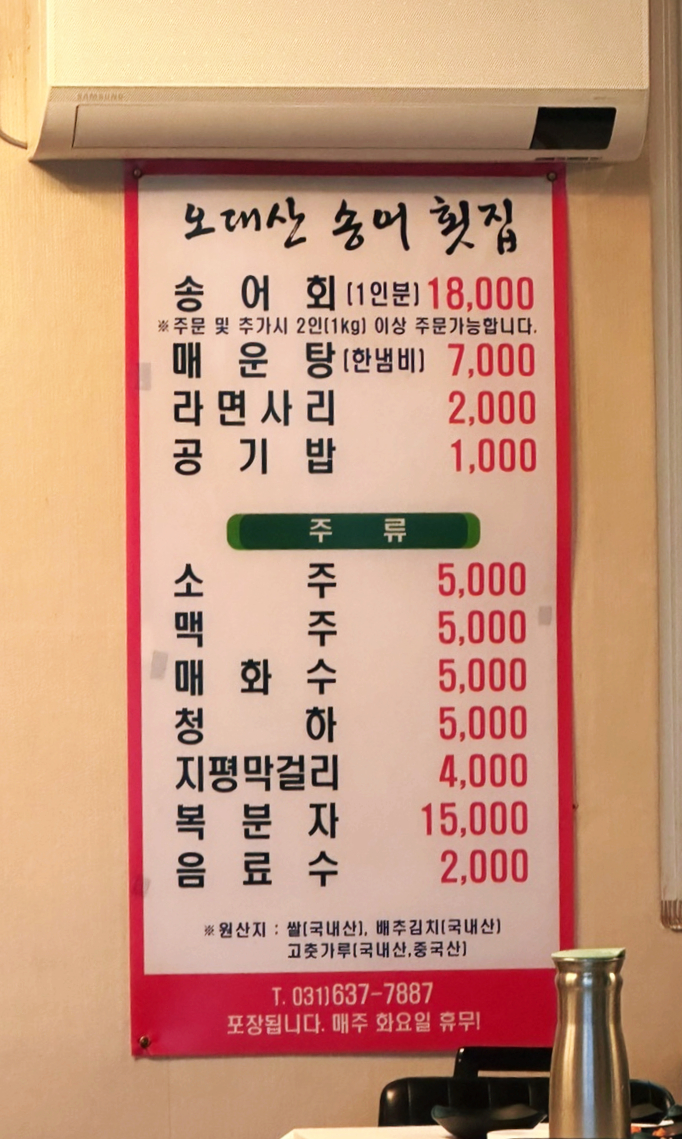 SAMSUNG
오대산 송어 횟집
송어회(1인분) 18,000
※주문 및 추가시 2인(1kg) 이상 주문가능합니다.
매운탕(한냄비) 7,000
라면사리 2,000
공기밥 1,000
주류
소주 5,000
맥주 5,000
매화수 5,000
청하 5,000
지평막걸리 4,000
복분자 15,000
음료수 2,000
※원산지 : 쌀(국내산), 배추김치(국내산)
고춧가루(국내산,중국산)
T. 031)637-7887
포장됩니다. 매주 화요일 휴무!